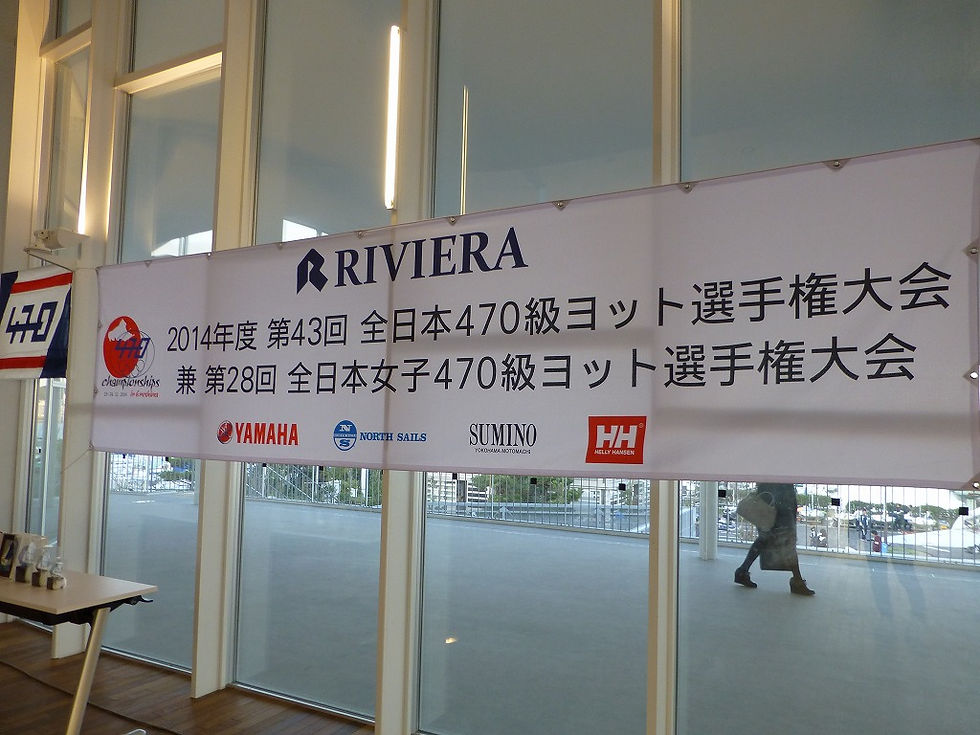 RIVIERA
2014年度 第43回 全日本470級ヨット選手権大会
兼 第28回 全日本女子470級ヨット選手権大会
470
470
championships
in Enoshima
YAMAHA
NORTH SAILS
SUMINO
YOKOHAMA・MOTOMACHI
HH
HELLY HANSEN